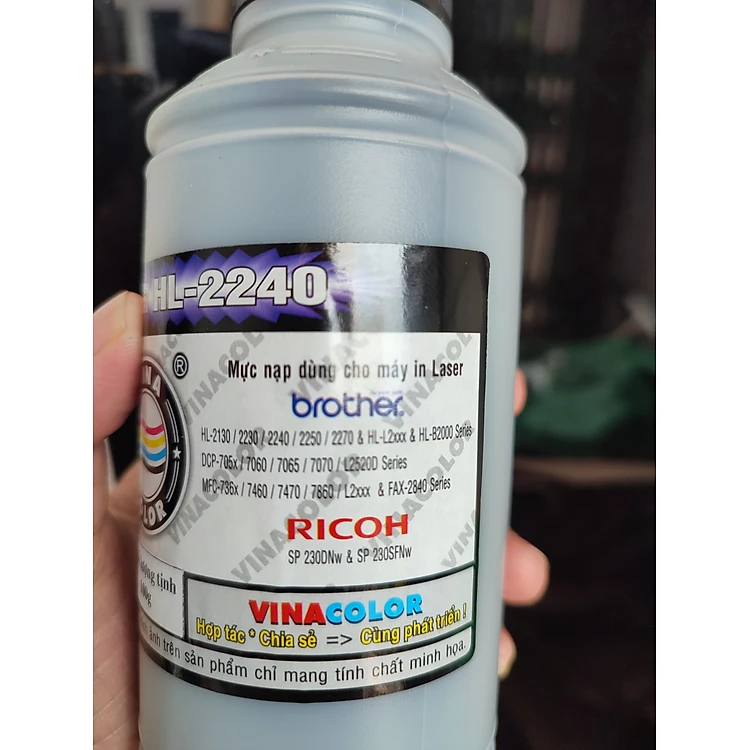 HL-2240
®
Mực nạp dùng cho máy in Laser
brother
HL-2130 / 2230 / 2240 / 2250 / 2270 & HL-L2xxx & HL-B2000 Series
DCP-705x / 7060 / 7065 / 7070 / L2520D Series
MFC-736x / 7460 / 7470 / 7860 / L2xxx & FAX-2840 Series
RICOH
SP 230DNw & SP 230SFNw
tịnh
VINACOLOR
Hợp tác * Chia sẻ => Cùng phát triển !
ảnh trên sản phẩm chỉ mang tính chất minh họa.
VINACOLOR